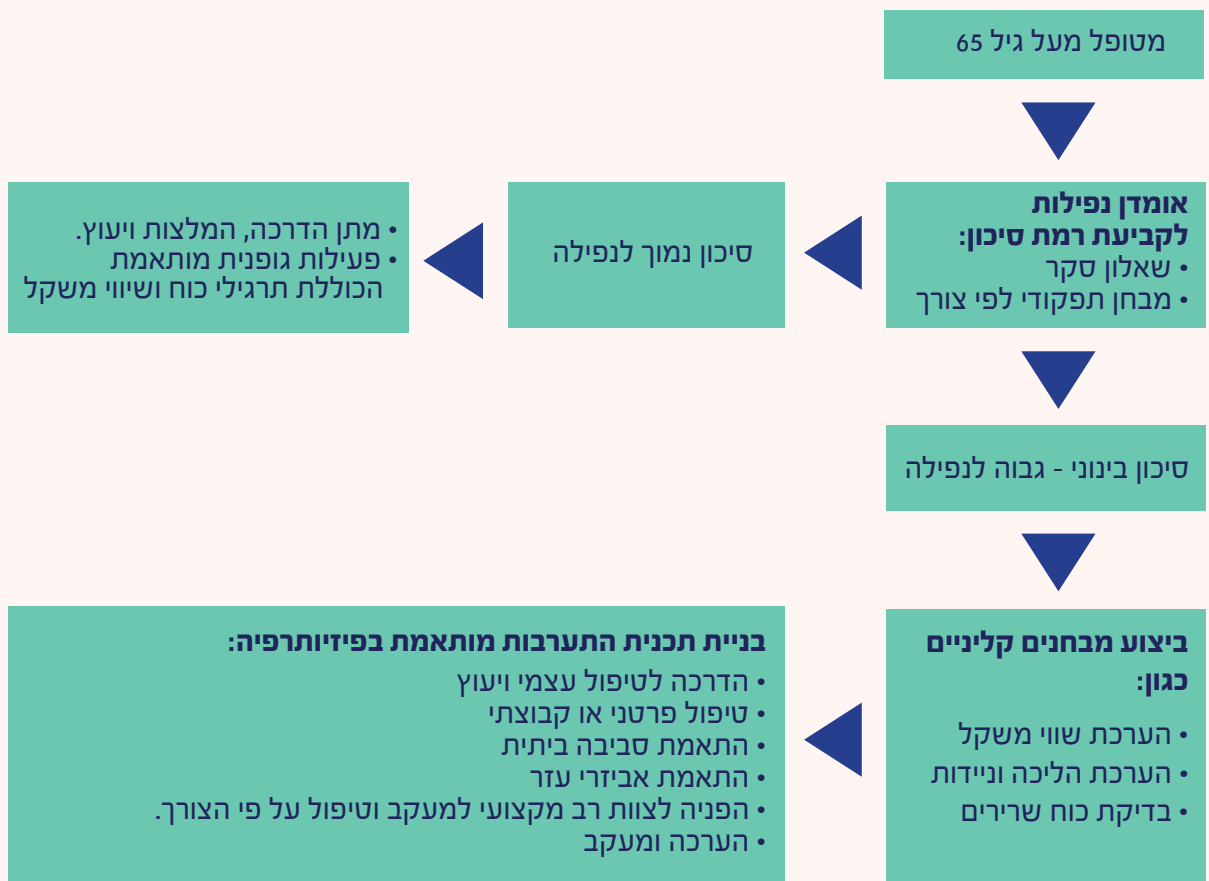 מטופל מעל גיל 65
אומדן נפילות
לקביעת רמת סיכון:
• שאלון סקר
• מבחן תפקודי לפי צורך
סיכון נמוך לנפילה
• מתן הדרכה, המלצות ויעוץ.
• פעילות גופנית מותאמת
הכוללת תרגילי כוח ושיווי משקל
סיכון בינוני - גבוה לנפילה
ביצוע מבחנים קליניים
כגון:
• הערכת שווי משקל
• הערכת הליכה וניידות
• בדיקת כוח שרירים
בניית תכנית התערבות מותאמת בפיזיותרפיה:
• הדרכה לטיפול עצמי ויעוץ
• טיפול פרטני או קבוצתי
• התאמת סביבה ביתית
• התאמת אביזרי עזר
• הפניה לצוות רב מקצועי למעקב וטיפול על פי הצורך.
• הערכה ומעקב